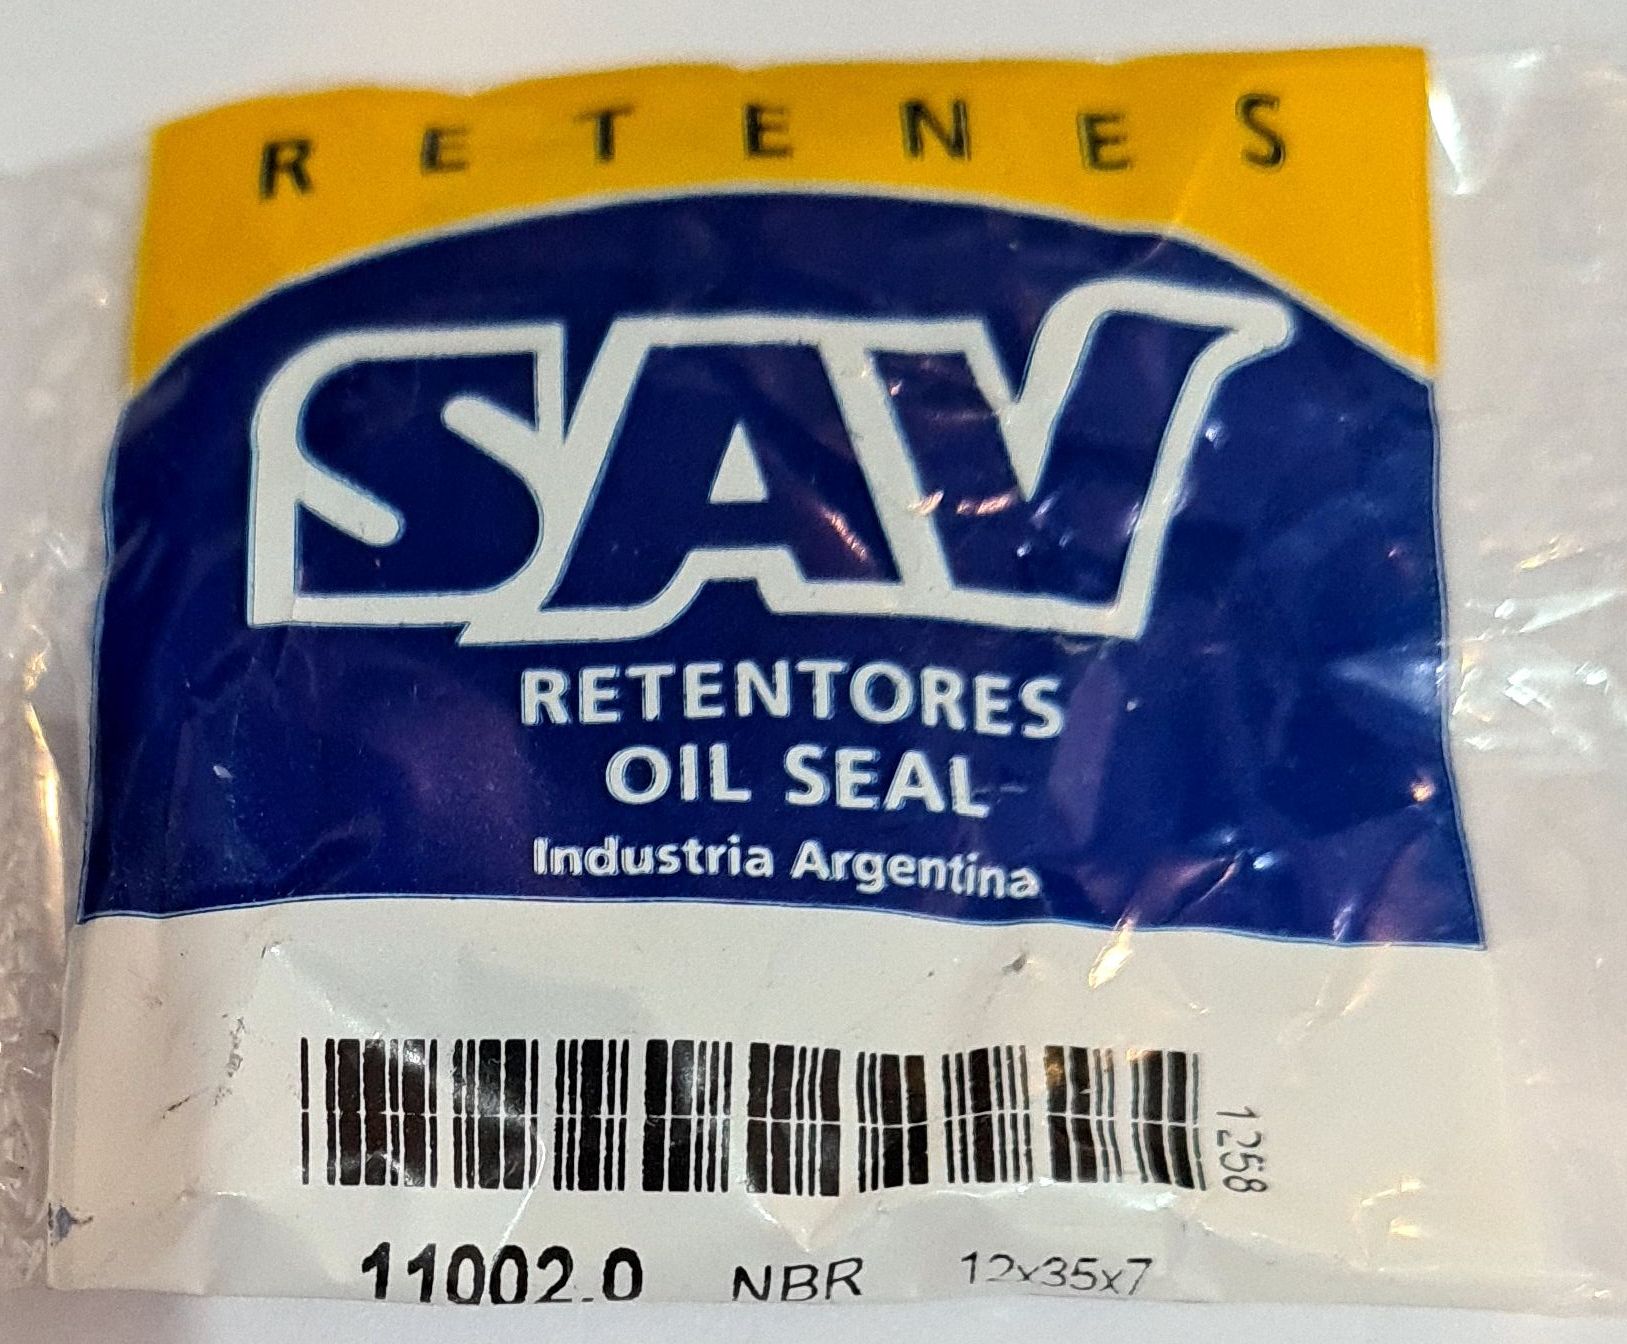 RETENES
SAV
RETENTORES
OIL SEAL
Industria Argentina
1258
11002.0 NBR 12x35x7